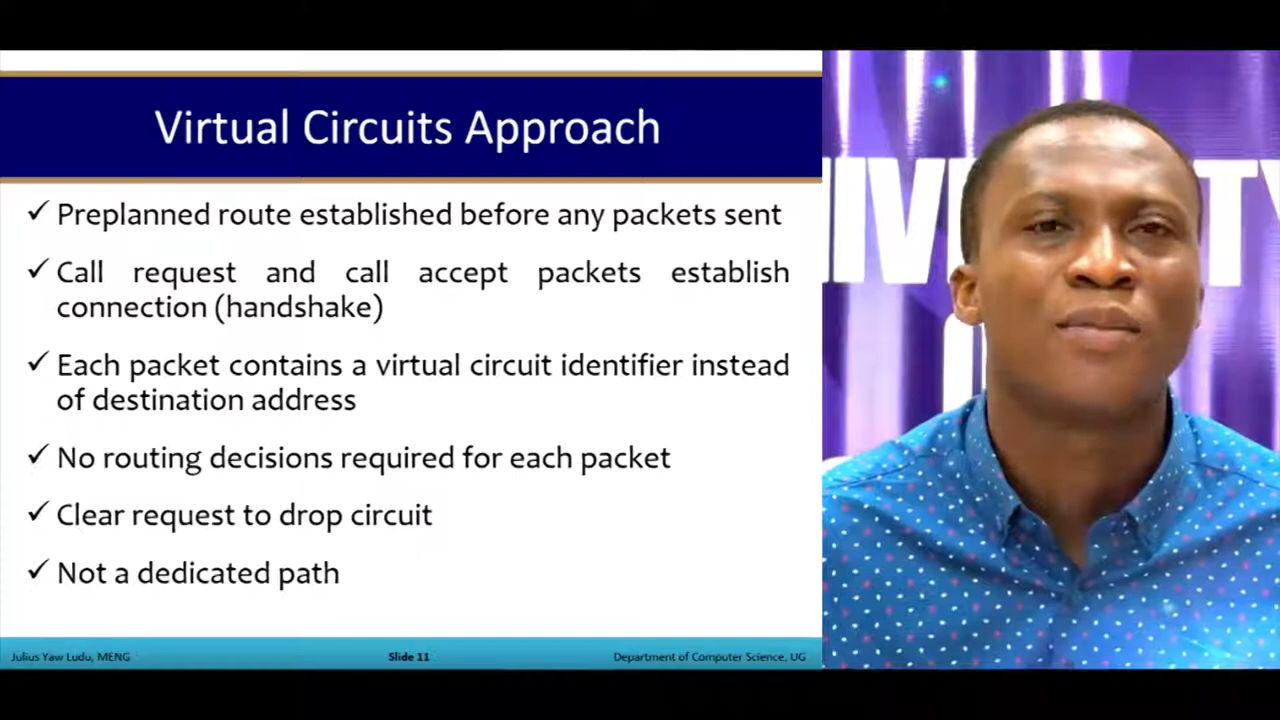 Virtual Circuits Approach
✓ Preplanned route established before any packets sent
✓ Call request and call accept packets establish
connection (handshake)
✓ Each packet contains a virtual circuit identifier instead
of destination address
✓ No routing decisions required for each packet
✓ Clear request to drop circuit
✓ Not a dedicated path
Julius Yaw Ludu, MENG
Slide 11
Department of Computer Science, UG